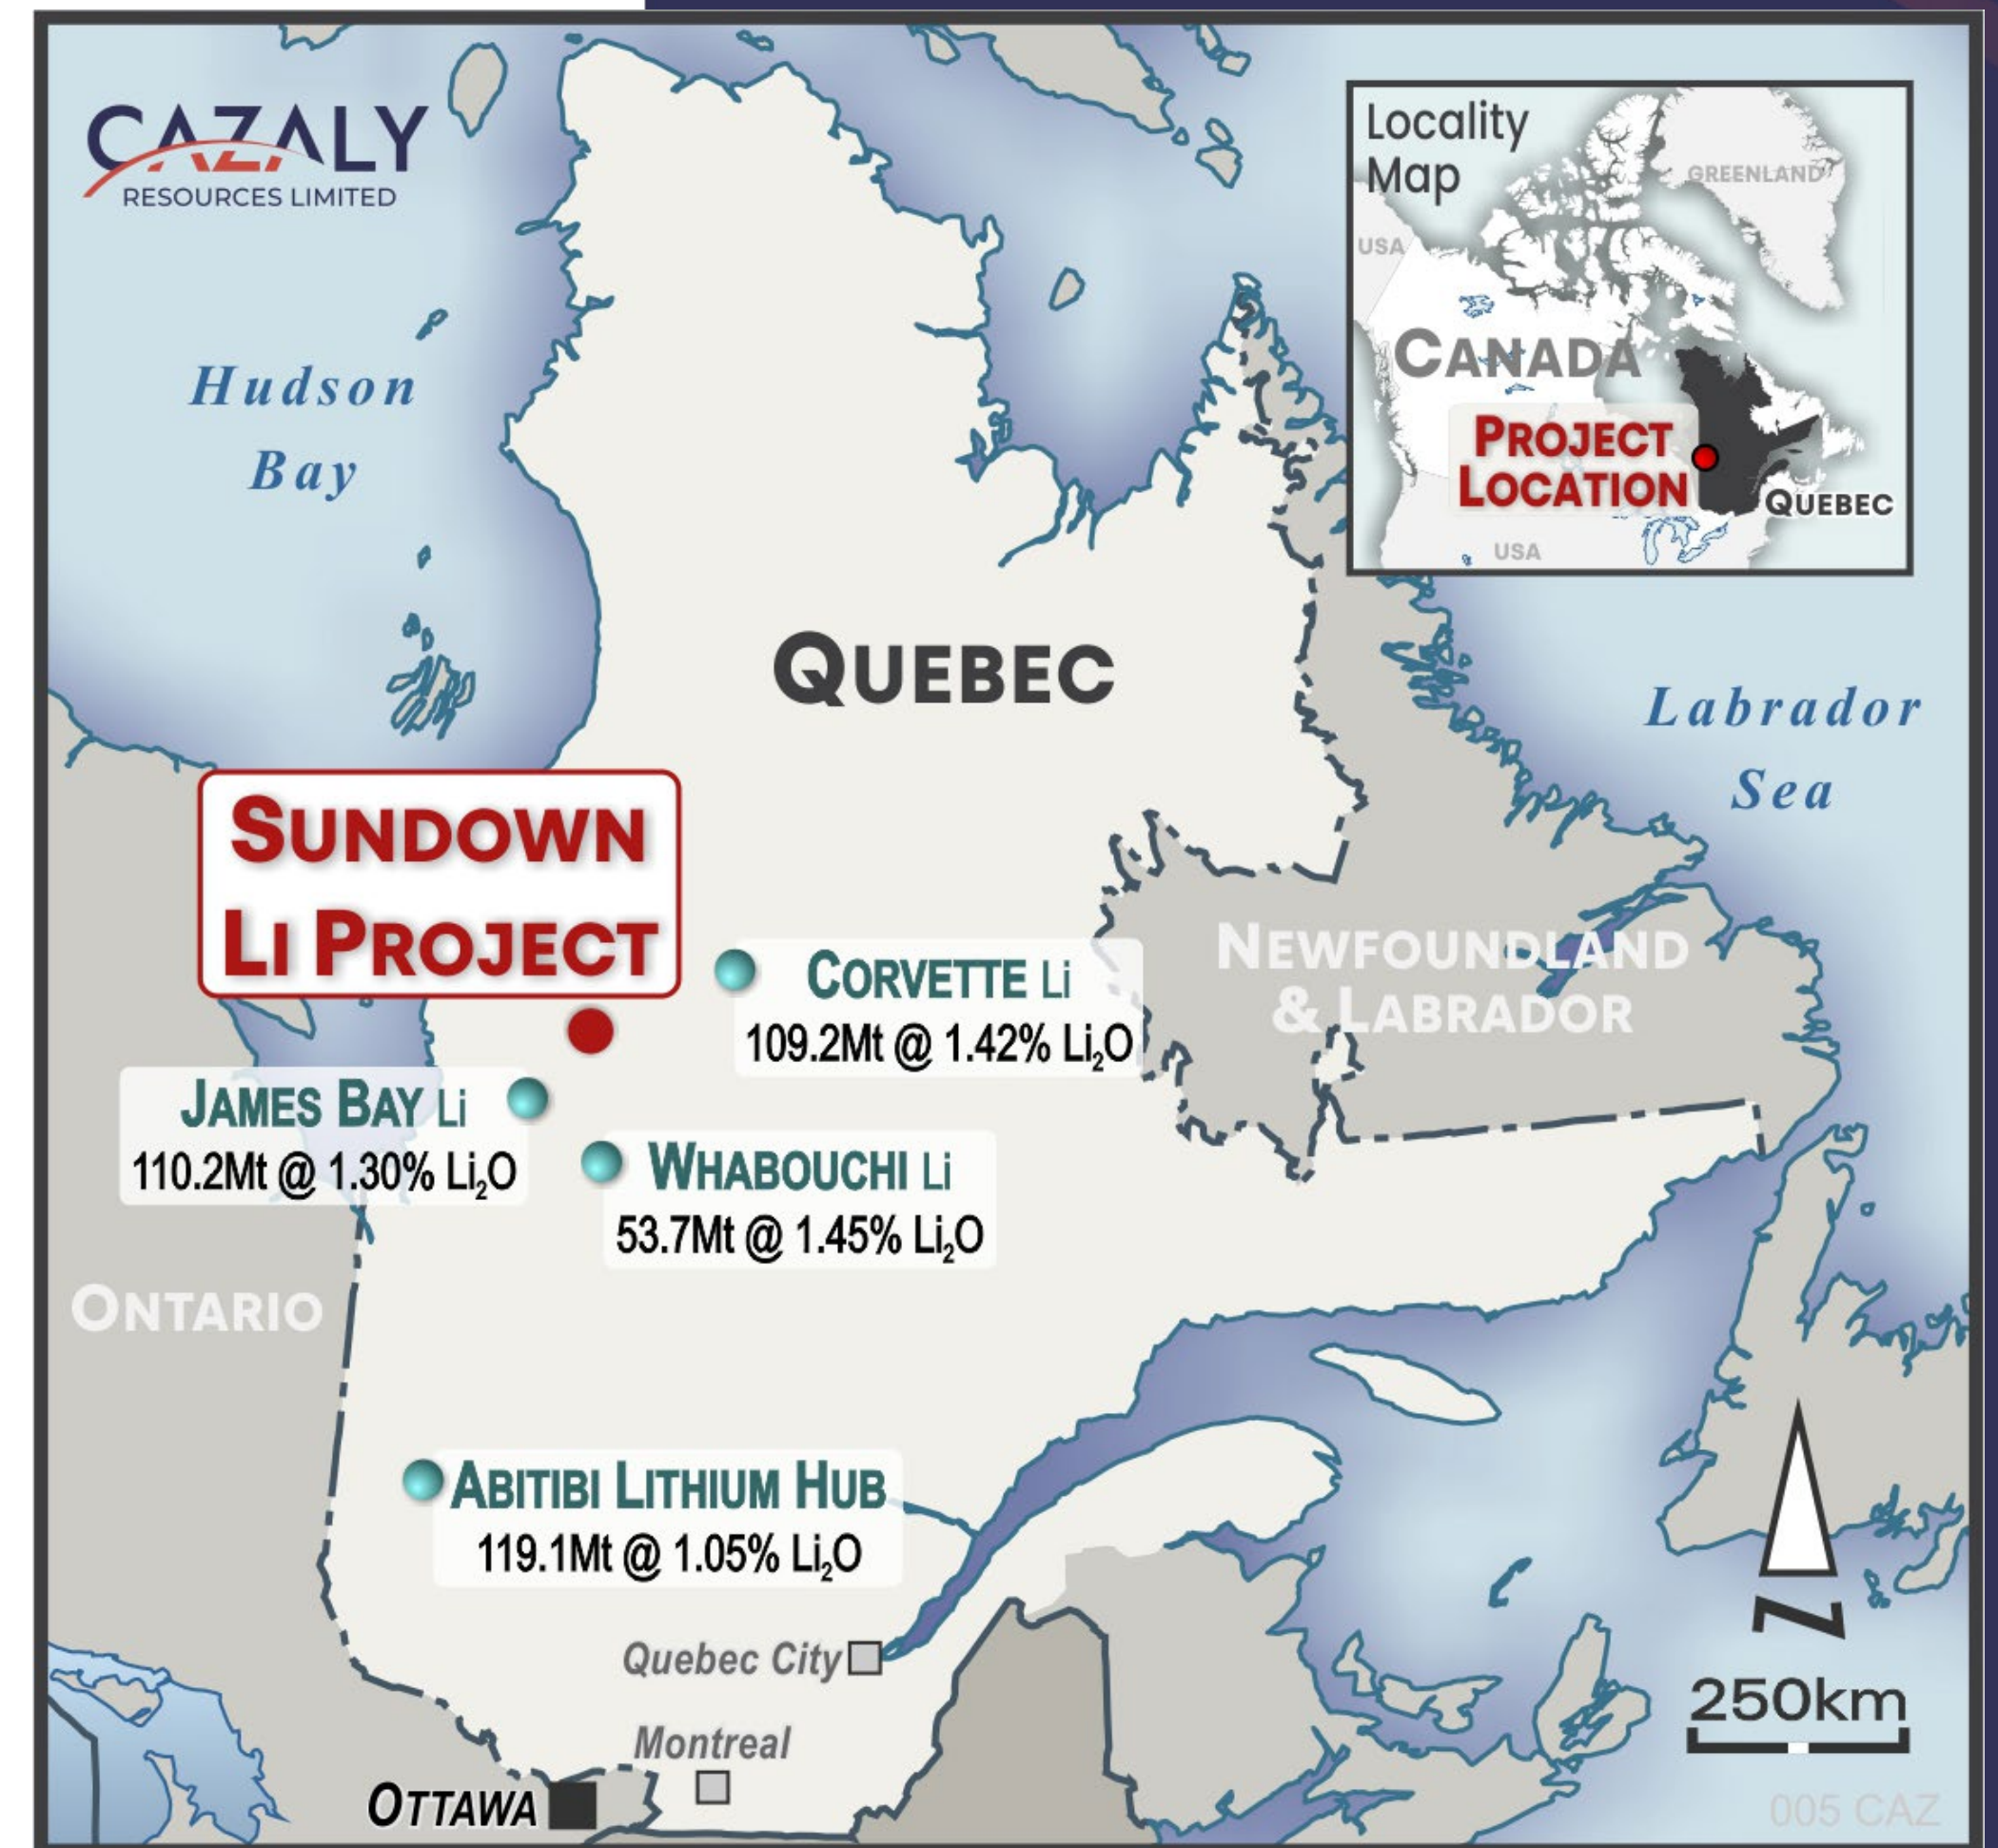 CAZALY
RESOURCES LIMITED
Locality
Map
GREENLAND
USA
CANADA
PROJECT
LOCATION
QUEBEC
USA
Hudson
Bay
QUEBEC
Labrador
Sea
SUNDOWN
LI PROJECT
NEWFOUNDLAND
& LABRADOR
CORVETTE Li
109.2Mt @ 1.42% Li₂O
JAMES BAY Li
110.2Mt @ 1.30% Li₂O
WHABOUCHI Li
53.7Mt @ 1.45% Li₂O
ONTARIO
ABITIBI LITHIUM HUB
119.1Mt @ 1.05% Li₂O
Quebec City
Montreal
OTTAWA
N
250km
005 CAZ